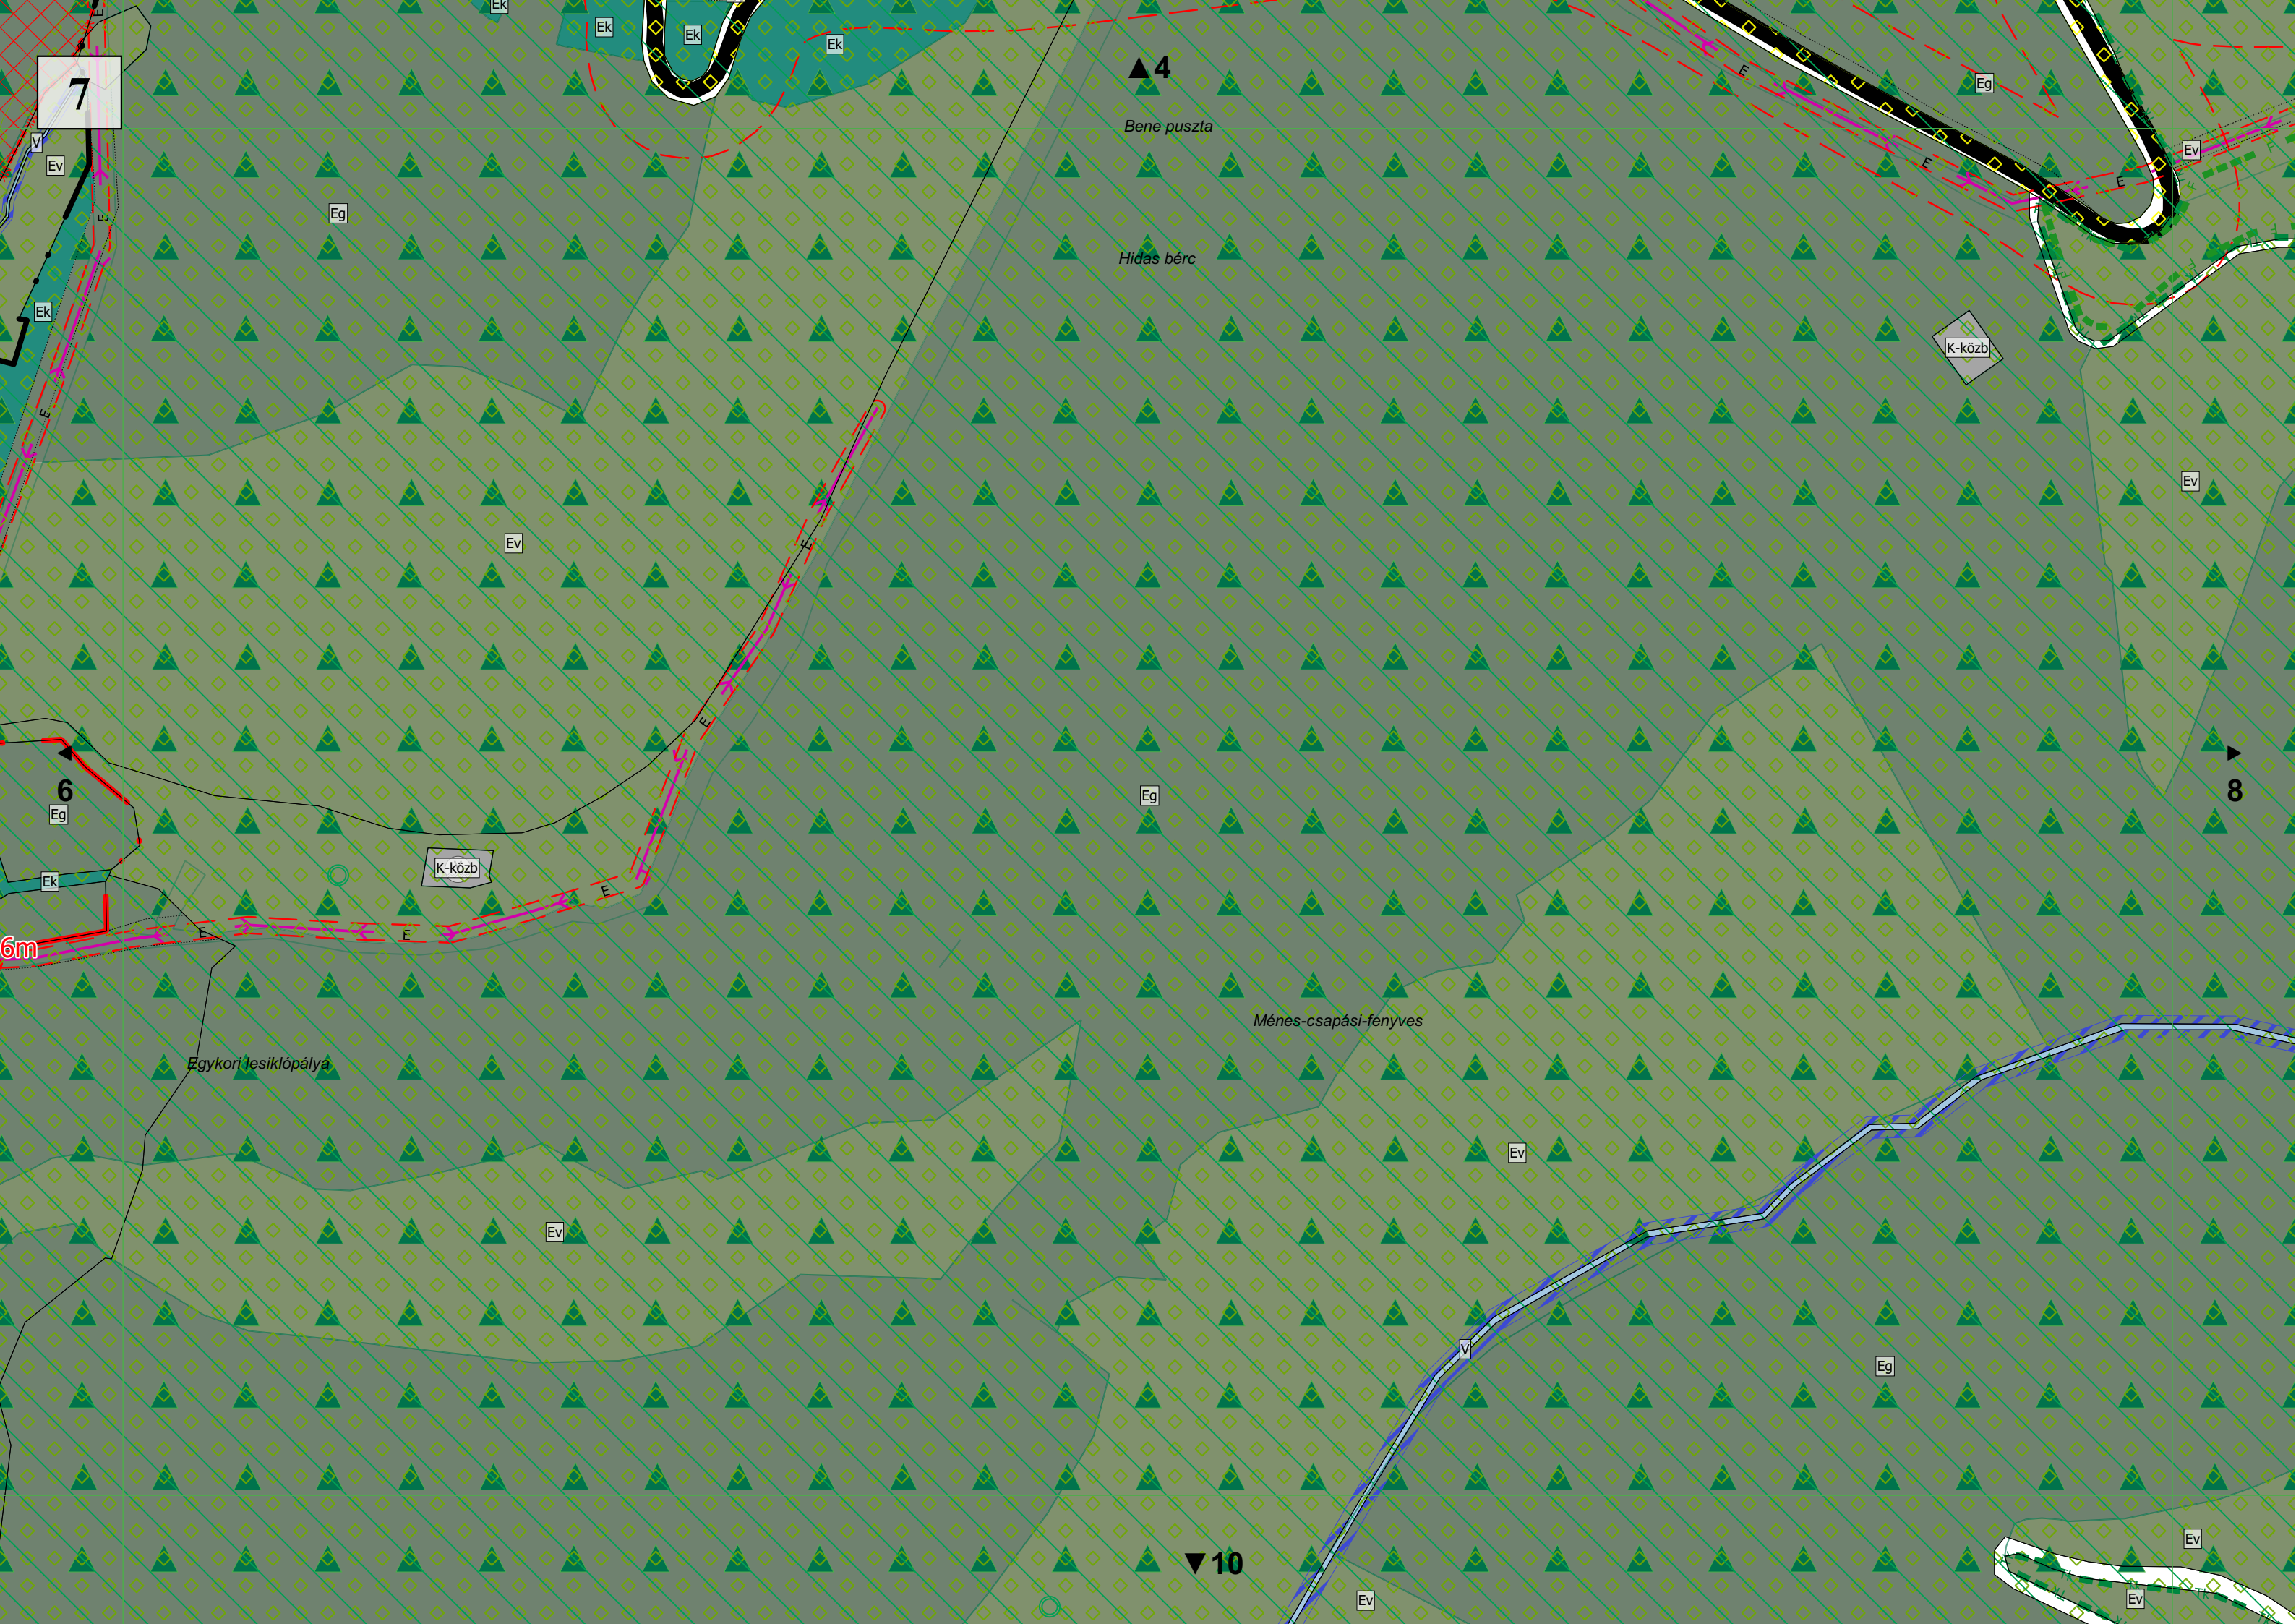 Ek
Ek
Ek
Ek
E
▲4
E
Eg
7
Bene puszta
V
Ev
Ev
E
E
Eg
E
Hidas bérc
Ek
K-közb
E
Ev
Ev
E
E
◄
6
►
8
Eg
Eg
K-közb
Ek
E
E
E
6m
Ménes-csapási-fenyves
Egykori lesiklópálya
Ev
Ev
V
Eg
Ev
▼10
Ev
Ev